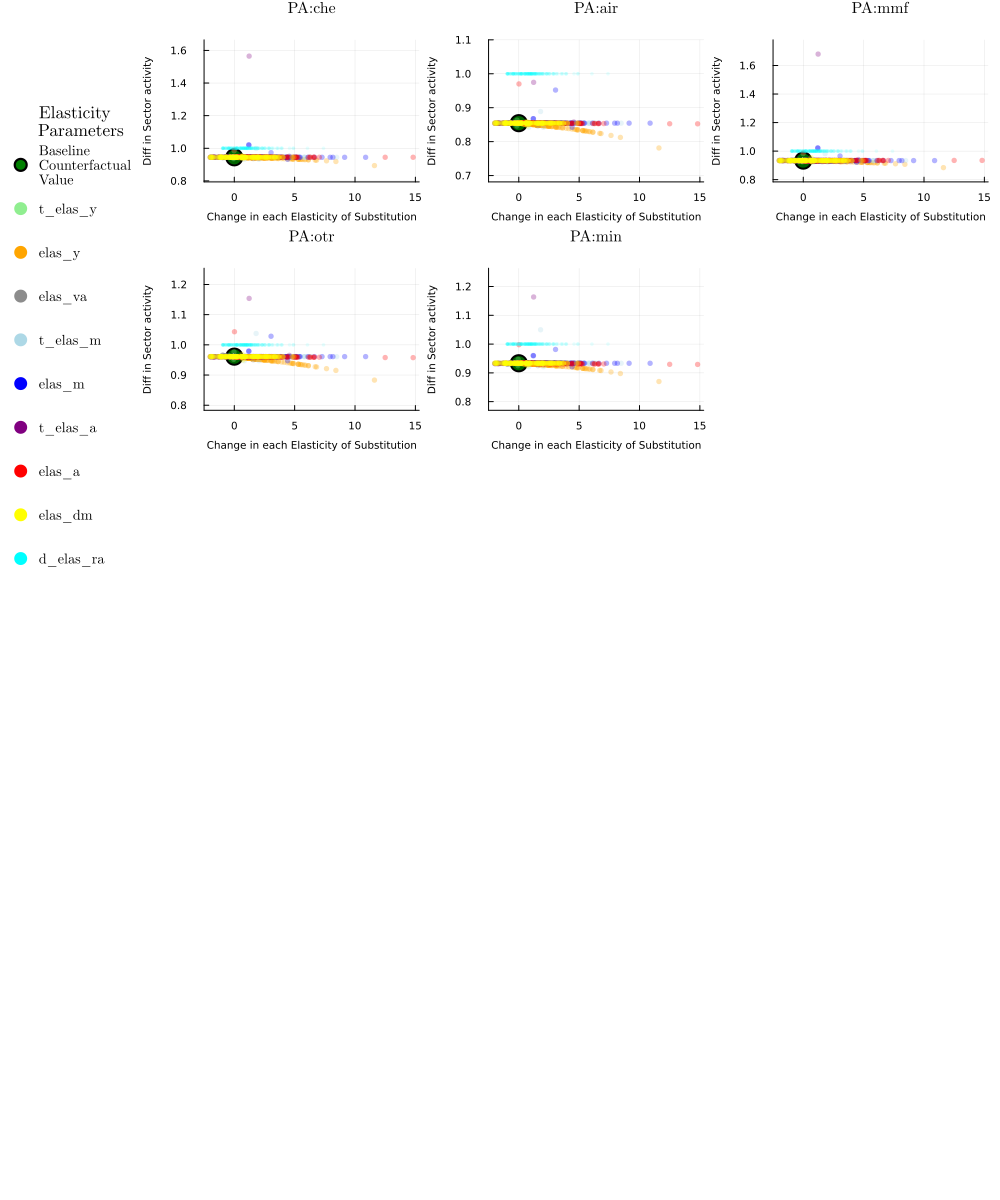 PA:che
PA:air
PA:mmf
Elasticity
Parameters
Baseline
Counterfactual
Value
t_elas_y
elas_y
elas_va
t_elas_m
elas_m
t_elas_a
elas_a
elas_dm
d_elas_ra
Diff in Sector activity
1.6
1.4
1.2
1.0
0.8
0
5
10
15
Change in each Elasticity of Substitution
Diff in Sector activity
1.1
1.0
0.9
0.8
0.7
0
5
10
15
Change in each Elasticity of Substitution
Diff in Sector activity
1.6
1.4
1.2
1.0
0.8
0
5
10
15
Change in each Elasticity of Substitution
PA:otr
Diff in Sector activity
1.2
1.1
1.0
0.9
0.8
0
5
10
15
Change in each Elasticity of Substitution
PA:min
Diff in Sector activity
1.2
1.1
1.0
0.9
0.8
0
5
10
15
Change in each Elasticity of Substitution